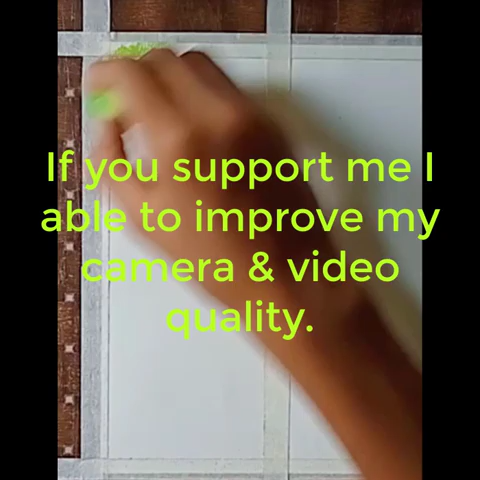 If you support me I
able to improve my
camera & video
quality.